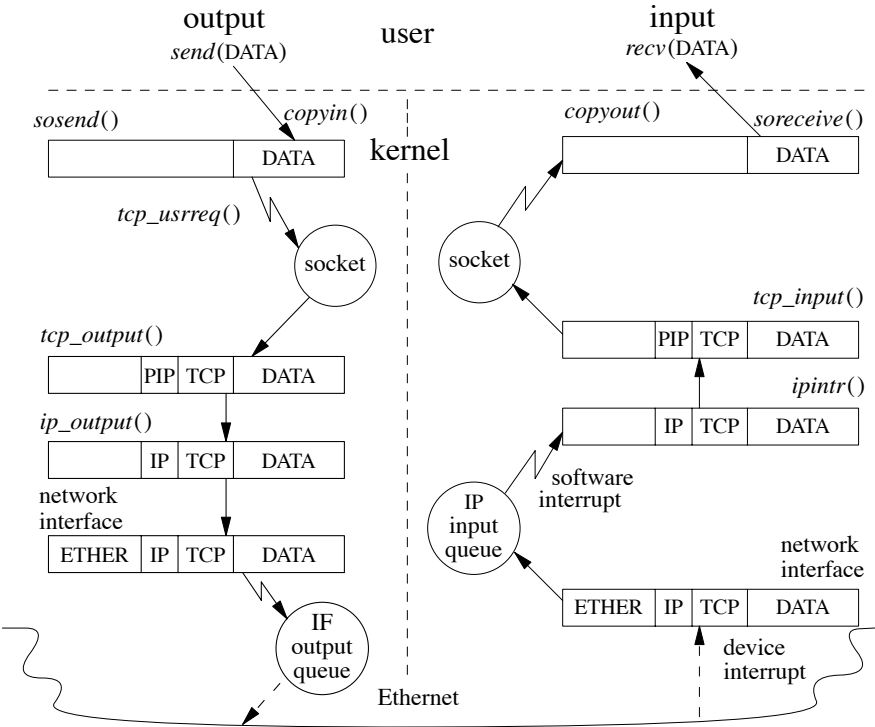 output
send(DATA)
user
input
recv(DATA)
sosend()
copyin()
DATA
kernel
copyout()
soreceive()
DATA
tcp_usrreq()
socket
socket
tcp_input()
tcp_output()
PIP TCP DATA
PIP TCP DATA
ipintr()
ip_output()
IP TCP DATA
IP TCP DATA
software
interrupt
network
interface
ETHER IP TCP DATA
IP
input
queue
network
interface
ETHER IP TCP DATA
IF
output
queue
device
interrupt
Ethernet